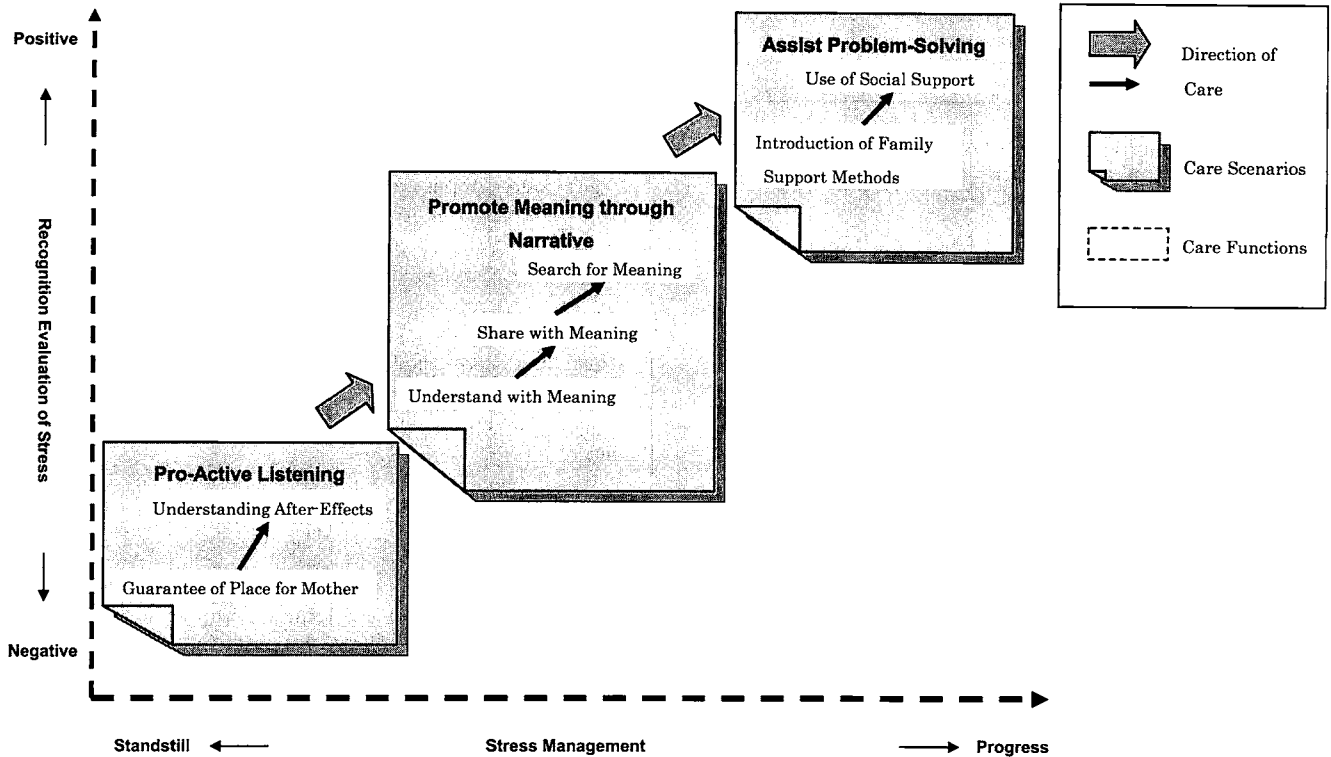 Positive
Recognition Evaluation of Stress
Negative
Assist Problem-Solving
Use of Social Support
Introduction of Family
Support Methods
Promote Meaning through
Narrative
Search for Meaning
Share with Meaning
Understand with Meaning
Pro-Active Listening
Understanding After-Effects
Guarantee of Place for Mother
Standstill
Stress Management
Progress
Direction of
Care
Care Scenarios
Care Functions